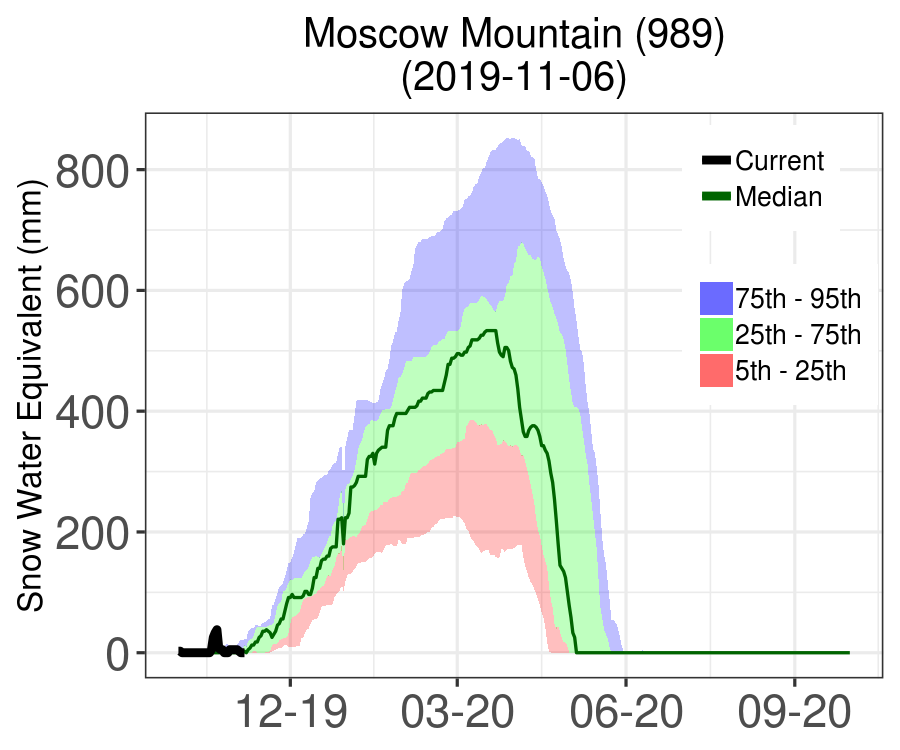 Moscow Mountain (989)
(2019-11-06)
Snow Water Equivalent (mm)
800
600
400
200
0
12-19
03-20
06-20
09-20
Current
Median
75th - 95th
25th - 75th
5th - 25th